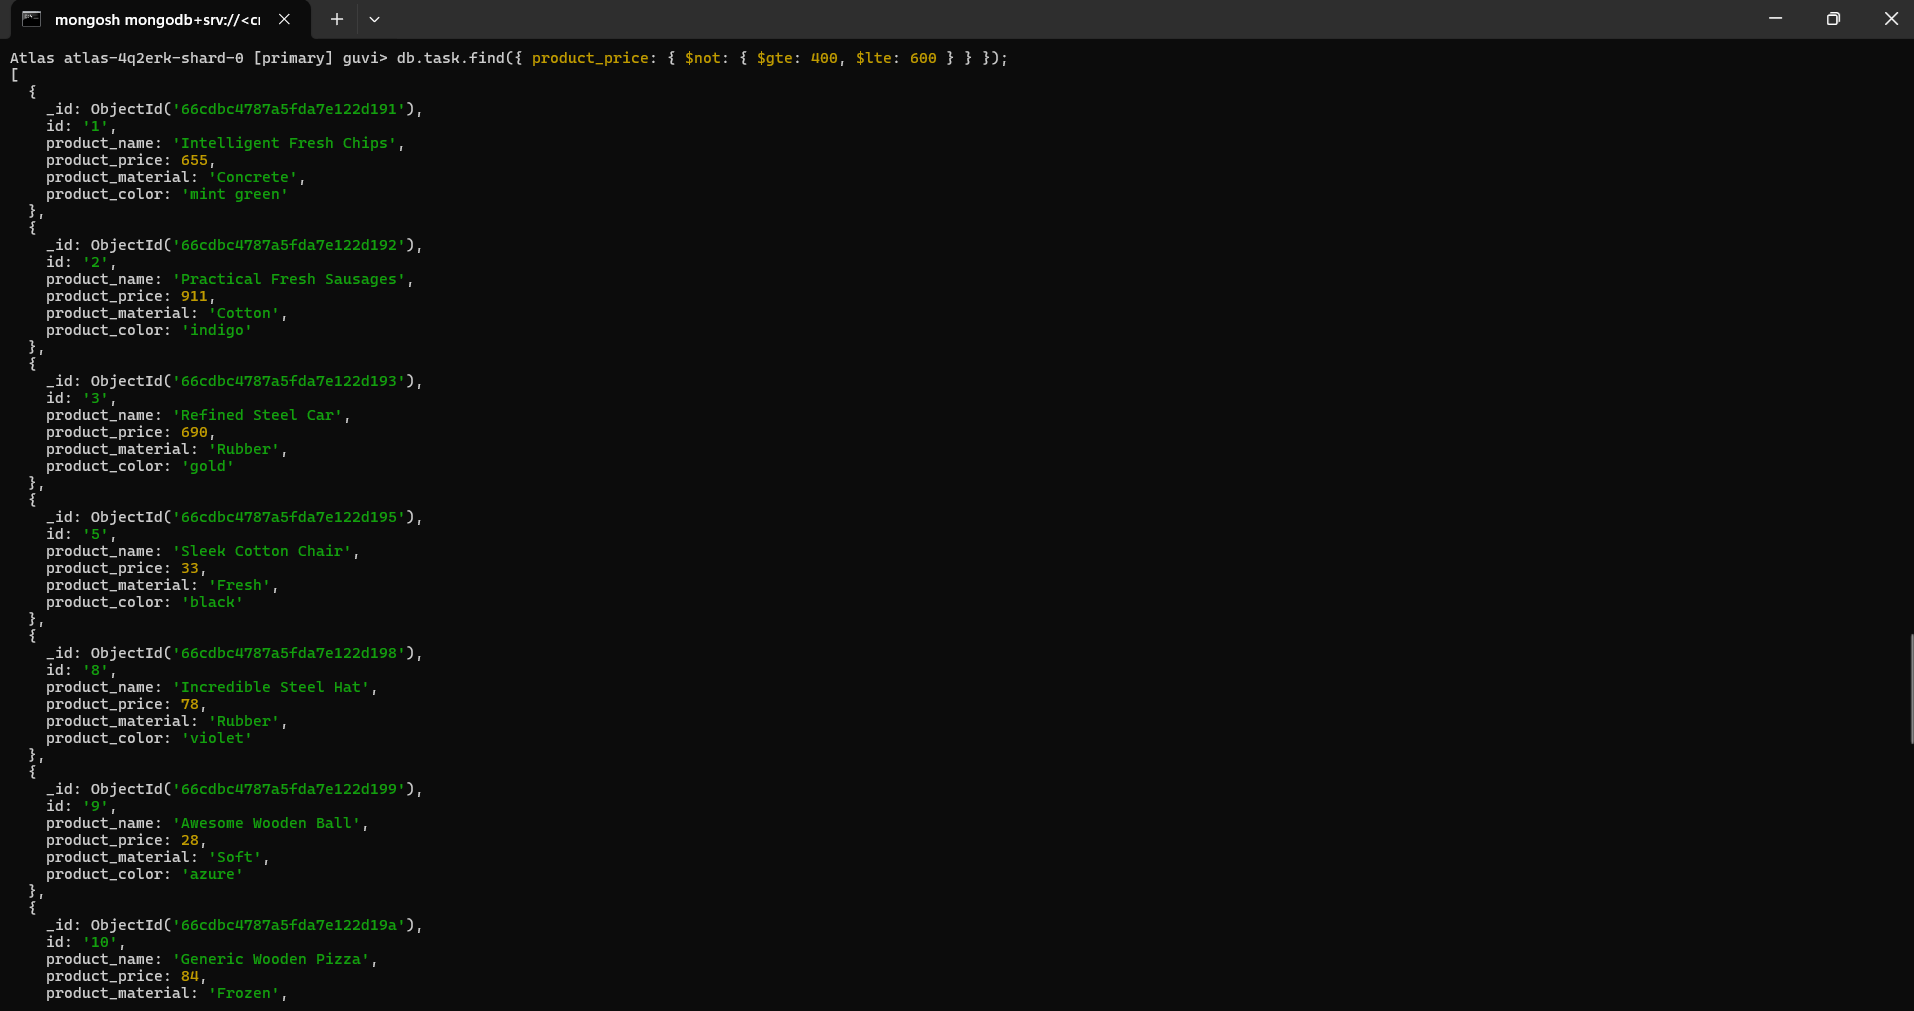 mongosh mongodb+srv://<c
Atlas atlas-4q2erk-shard-0 [primary] guvi> db.task.find({ product_price: { $not: { $gte: 400, $lte: 600 } } });
[
  {
    _id: ObjectId('66cdbc4787a5fda7e122d191'),
    id: '1',
    product_name: 'Intelligent Fresh Chips',
    product_price: 655,
    product_material: 'Concrete',
    product_color: 'mint green'
  },
  {
    _id: ObjectId('66cdbc4787a5fda7e122d192'),
    id: '2',
    product_name: 'Practical Fresh Sausages',
    product_price: 911,
    product_material: 'Cotton',
    product_color: 'indigo'
  },
  {
    _id: ObjectId('66cdbc4787a5fda7e122d193'),
    id: '3',
    product_name: 'Refined Steel Car',
    product_price: 690,
    product_material: 'Rubber',
    product_color: 'gold'
  },
  {
    _id: ObjectId('66cdbc4787a5fda7e122d195'),
    id: '5',
    product_name: 'Sleek Cotton Chair',
    product_price: 33,
    product_material: 'Fresh',
    product_color: 'black'
  },
  {
    _id: ObjectId('66cdbc4787a5fda7e122d198'),
    id: '8',
    product_name: 'Incredible Steel Hat',
    product_price: 78,
    product_material: 'Rubber',
    product_color: 'violet'
  },
  {
    _id: ObjectId('66cdbc4787a5fda7e122d199'),
    id: '9',
    product_name: 'Awesome Wooden Ball',
    product_price: 28,
    product_material: 'Soft',
    product_color: 'azure'
  },
  {
    _id: ObjectId('66cdbc4787a5fda7e122d19a'),
    id: '10',
    product_name: 'Generic Wooden Pizza',
    product_price: 84,
    product_material: 'Frozen',